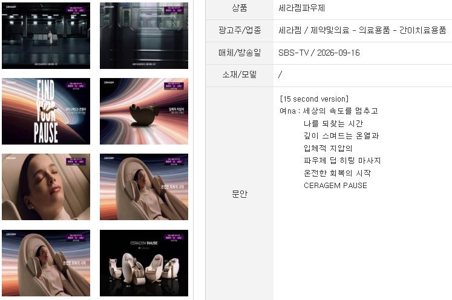 FIND
YOUR
PAUSE
CERAGEM PAUSE
상품
세라젬파우제
광고주/업종
세라젬 / 제약및의료 - 의료용품 - 간이치료용품
매체/방송일
SBS-TV / 2026-09-16
소재/모델
/
문안
[15 second version]
여na : 세상의 속도를 멈추고
나를 되찾는 시간
깊이 스며드는 온열과
입체적 지압의
파우제 딥 히팅 마사지
온전한 회복의 시작
CERAGEM PAUSE